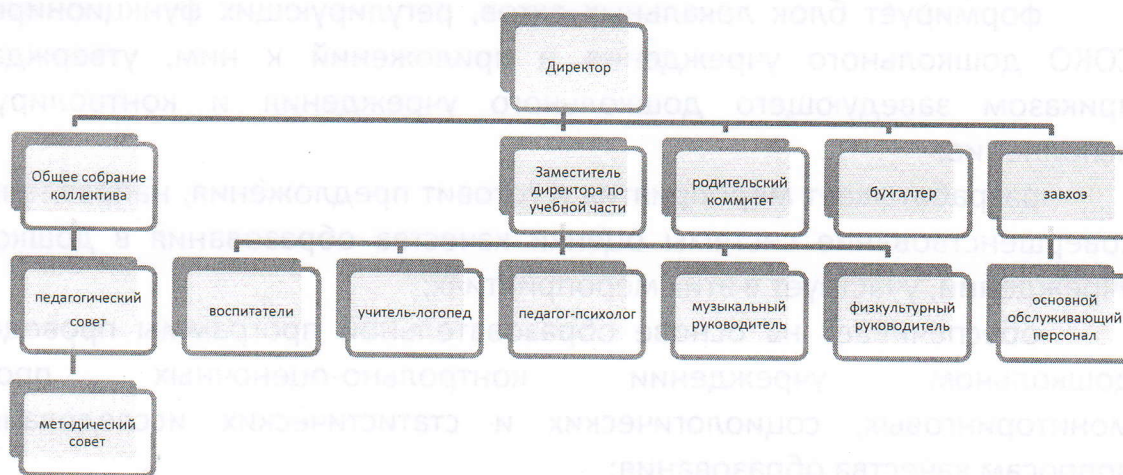 Директор
Общее собрание
коллектива
Заместитель
директора по
учебной части
родительский
коммитет
бухгалтер
завхоз
педагогический
совет
воспитатели
учитель-логопед
педагог-психолог
музыкальный
руководитель
физкультурный
руководитель
основной
обслуживающий
персонал
методический
совет